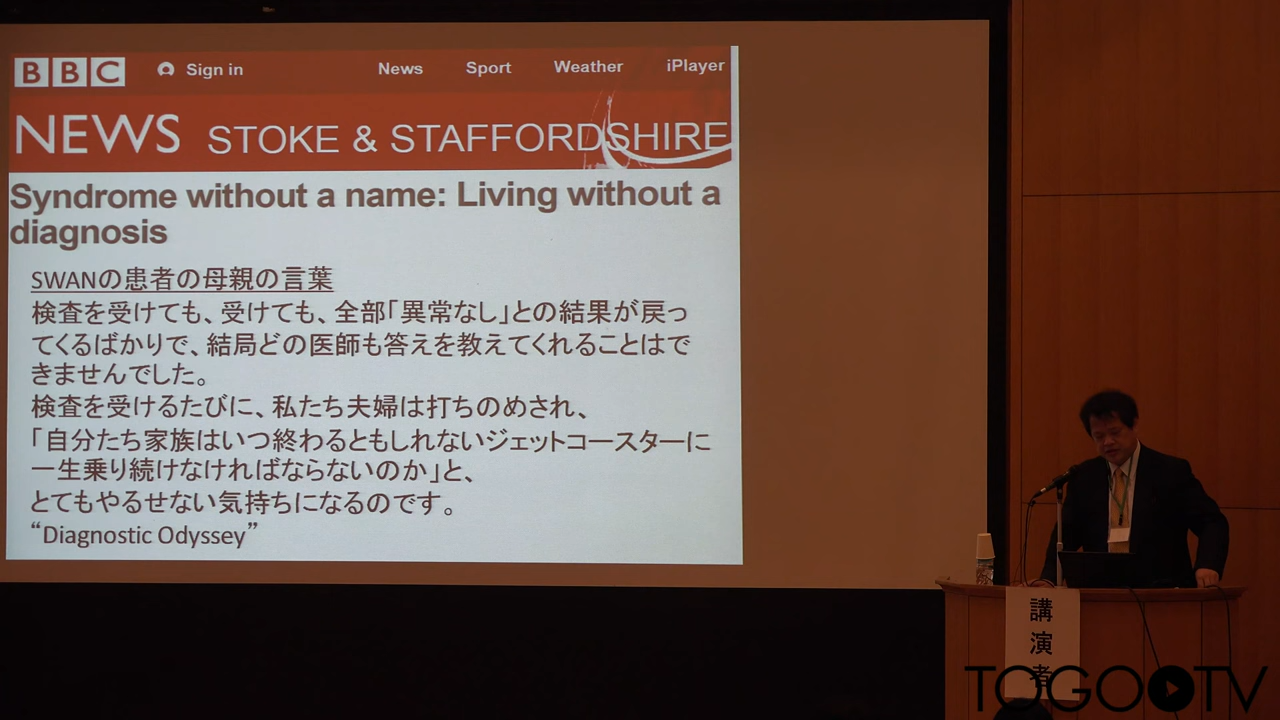 BBC Sign in News Sport Weather iPlayer
NEWS STOKE & STAFFORDSHIRE
Syndrome without a name: Living without a
diagnosis
SWANの患者の母親の言葉
検査を受けても、受けても、全部「異常なし」との結果が戻っ
てくるばかりで、結局どの医師も答えを教えてくれることはで
きませんでした。
検査を受けるたびに、私たち夫婦は打ちのめされ、
「自分たち家族はいつ終わるともしれないジェットコースターに
一生乗り続けなければならないのか」と、
とてもやるせない気持ちになるのです。
“Diagnostic Odyssey”
講演者
TOGOTV